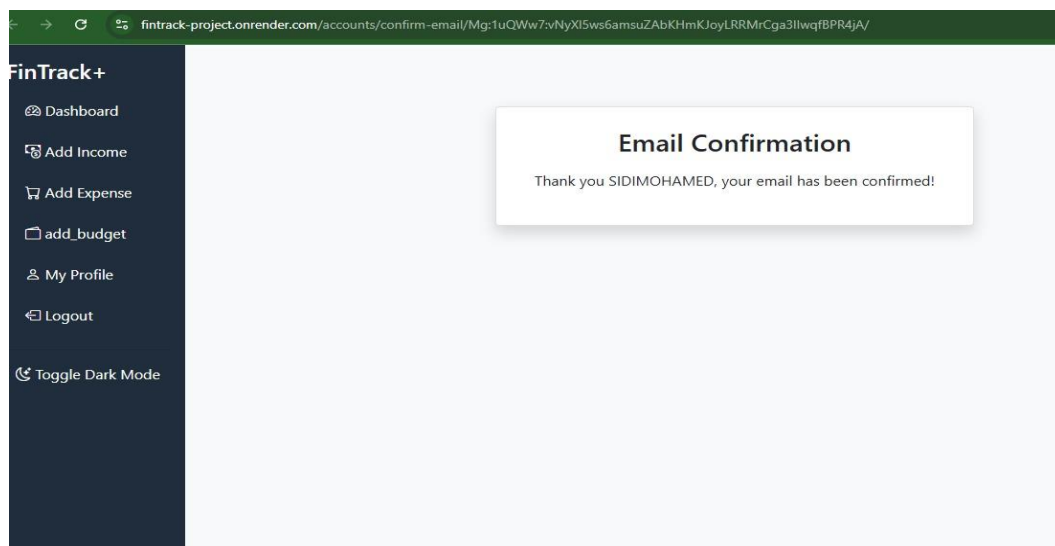 fintrack-project.onrender.com/accounts/confirm-email/Mg:1uQWw7:vNyXI5ws6amsuZAbKHmKJoyLRRMrCga3IIwqfBPR4jA/
FinTrack+
Dashboard
Add Income
Add Expense
add_budget
My Profile
Logout
Toggle Dark Mode
Email Confirmation
Thank you SIDIMOHAMED, your email has been confirmed!